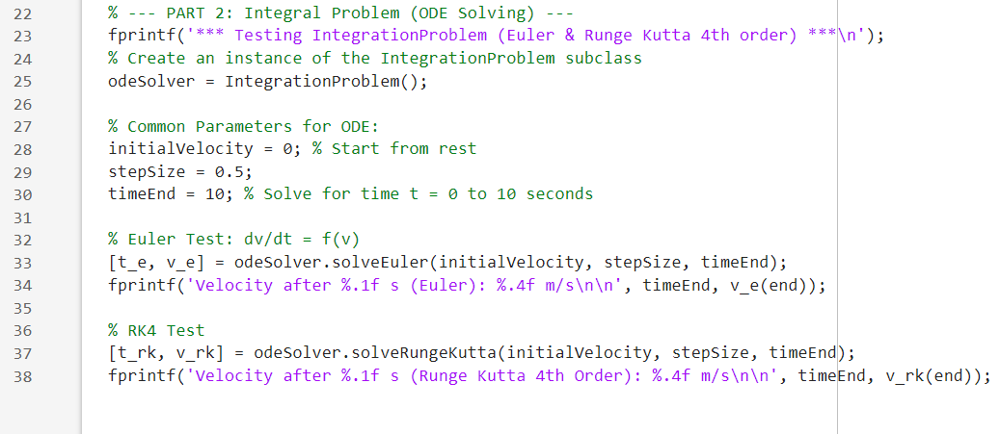 22 % --- PART 2: Integral Problem (ODE Solving) ---
23 fprintf('*** Testing IntegrationProblem (Euler & Runge Kutta 4th order) ***\n');
24 % Create an instance of the IntegrationProblem subclass
25 odeSolver = IntegrationProblem();
26
27 % Common Parameters for ODE:
28 initialVelocity = 0; % Start from rest
29 stepSize = 0.5;
30 timeEnd = 10; % Solve for time t = 0 to 10 seconds
31
32 % Euler Test: dv/dt = f(v)
33 [t_e, v_e] = odeSolver.solveEuler(initialVelocity, stepSize, timeEnd);
34 fprintf('Velocity after %.1f s (Euler): %.4f m/s\n\n', timeEnd, v_e(end));
35
36 % RK4 Test
37 [t_rk, v_rk] = odeSolver.solveRungeKutta(initialVelocity, stepSize, timeEnd);
38 fprintf('Velocity after %.1f s (Runge Kutta 4th Order): %.4f m/s\n\n', timeEnd, v_rk(end));